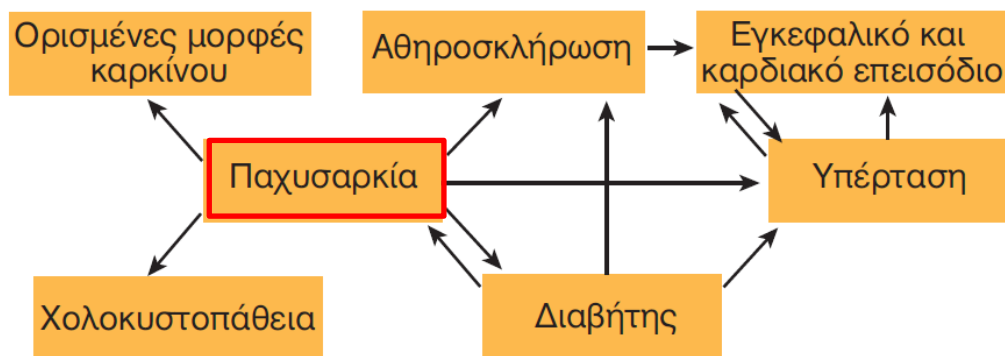 Ορισμένες μορφές
καρκίνου
Αθηροσκλήρωση
Εγκεφαλικό και
καρδιακό επεισόδιο
Παχυσαρκία
Υπέρταση
Χολοκυστοπάθεια
Διαβήτης